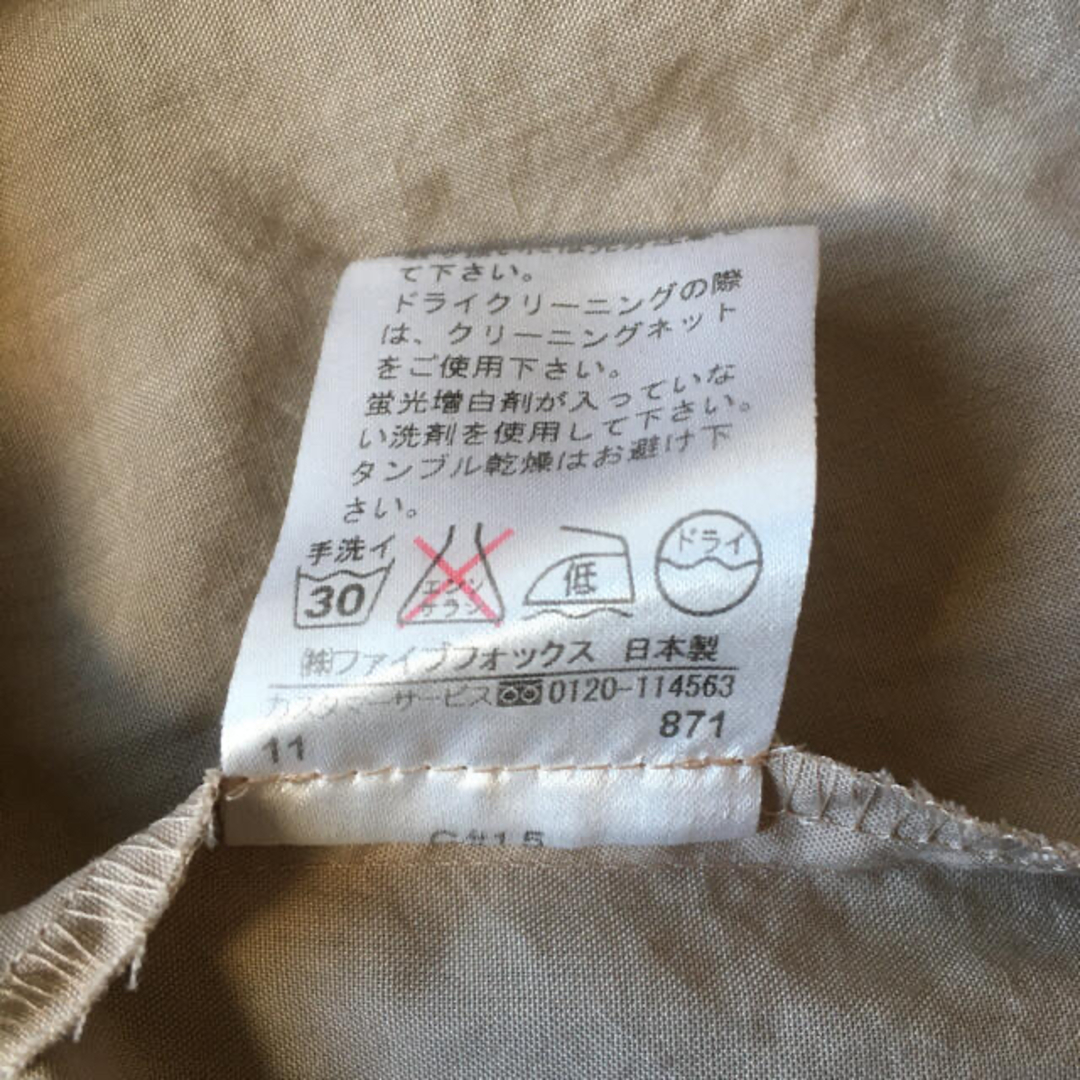 て下さい。
ドライクリーニングの際
は、クリーニングネット
をご使用下さい。
蛍光増白剤が入っていな
い洗剤を使用して下さい。
タンブル乾燥はお避け下
さい。
手洗イ
30
エンソ
サラシ
低
ドライ
㈱ファイブフォックス 日本製
カスタマーサービス 0120-114563
871
11
C#15